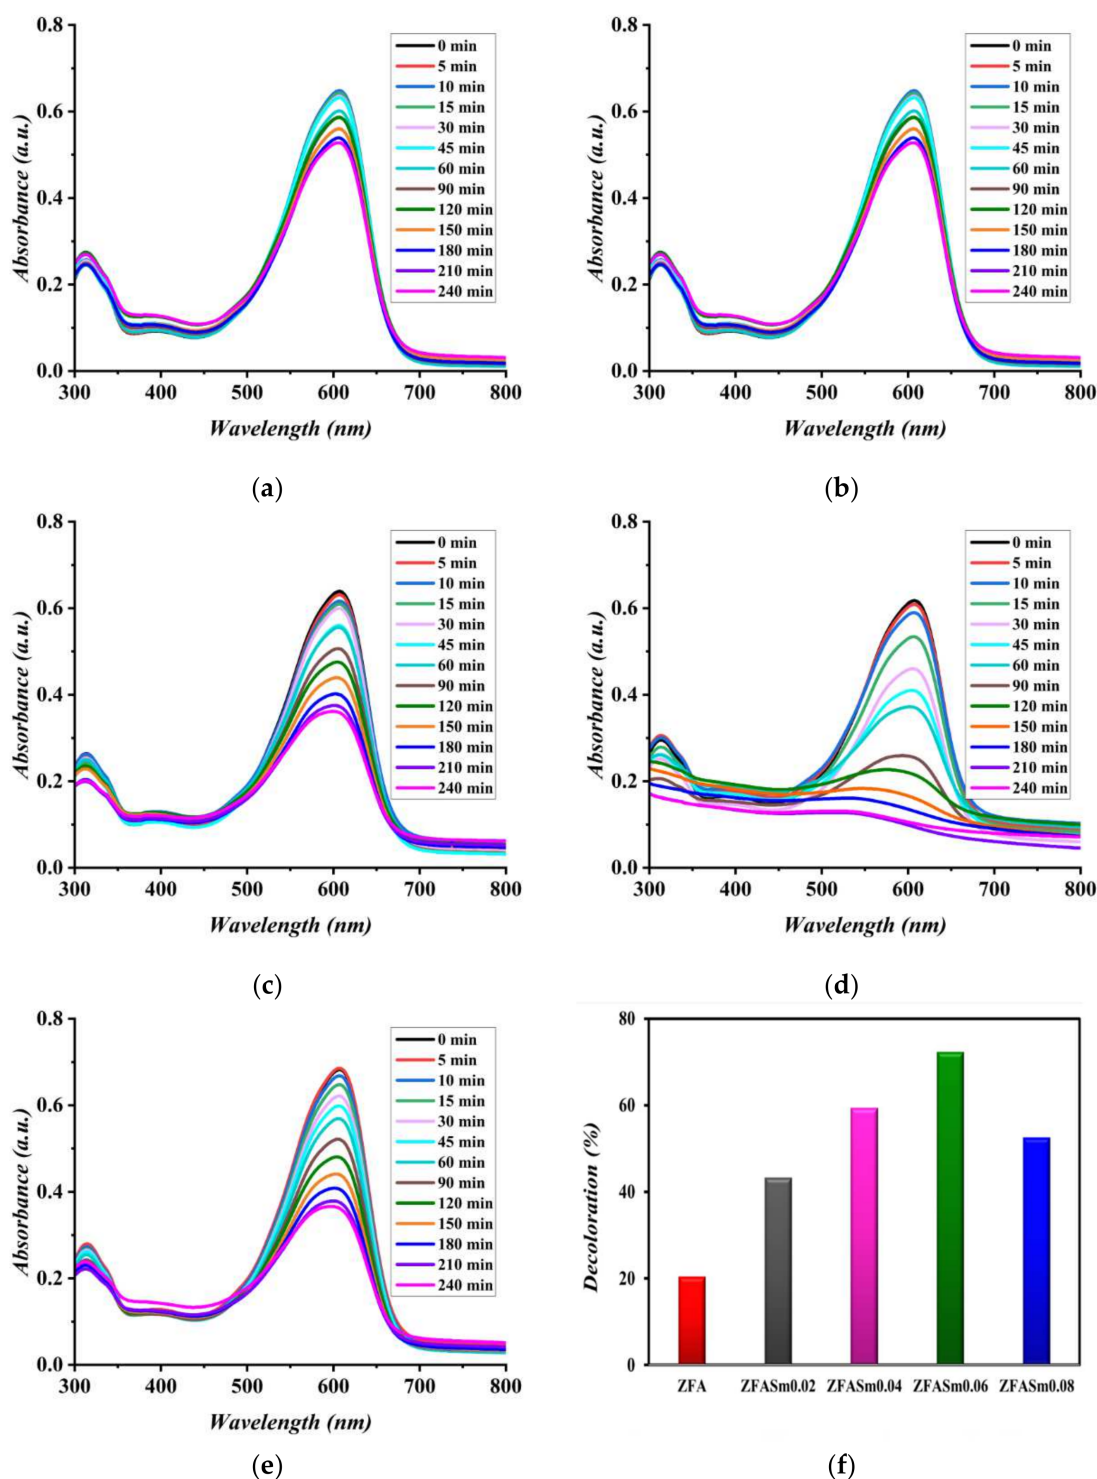 0.8
0.6
0.4
0.2
0.0
Absorbance (a.u.)
300 400 500 600 700 800
Wavelength (nm)
0 min
5 min
10 min
15 min
30 min
45 min
60 min
90 min
120 min
150 min
180 min
210 min
240 min
(a)
0.8
0.6
0.4
0.2
0.0
Absorbance (a.u.)
300 400 500 600 700 800
Wavelength (nm)
0 min
5 min
10 min
15 min
30 min
45 min
60 min
90 min
120 min
150 min
180 min
210 min
240 min
(b)
0.8
0.6
0.4
0.2
0.0
Absorbance (a.u.)
300 400 500 600 700 800
Wavelength (nm)
0 min
5 min
10 min
15 min
30 min
45 min
60 min
90 min
120 min
150 min
180 min
210 min
240 min
(c)
0.8
0.6
0.4
0.2
0.0
Absorbance (a.u.)
300 400 500 600 700 800
Wavelength (nm)
0 min
5 min
10 min
15 min
30 min
45 min
60 min
90 min
120 min
150 min
180 min
210 min
240 min
(d)
0.8
0.6
0.4
0.2
0.0
Absorbance (a.u.)
300 400 500 600 700 800
Wavelength (nm)
0 min
5 min
10 min
15 min
30 min
45 min
60 min
90 min
120 min
150 min
180 min
210 min
240 min
(e)
80
60
40
20
0
Decoloration (%)
ZFA ZFASm0.02 ZFASm0.04 ZFASm0.06 ZFASm0.08
(f)